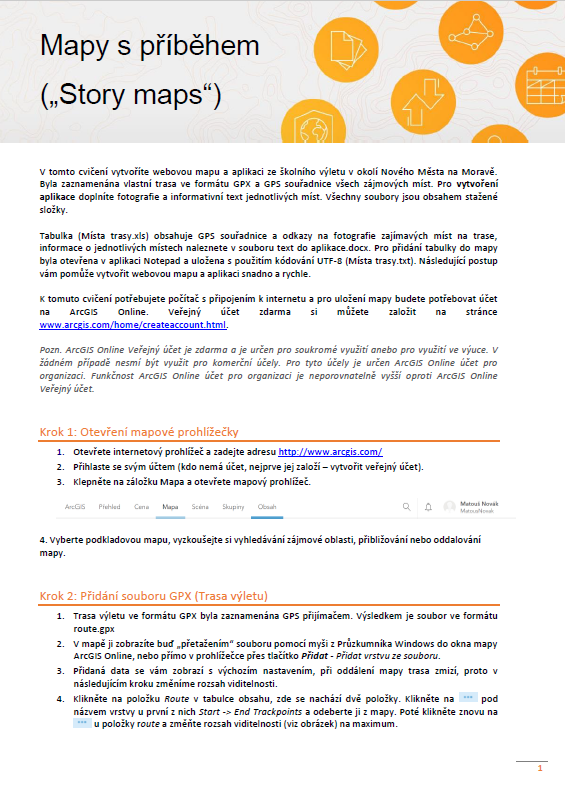 Mapy s příběhem
(„Story maps“)
V tomto cvičení vytvoříte webovou mapu a aplikaci ze školního výletu v okolí Nového Města na Moravě.
Byla zaznamenána vlastní trasa ve formátu GPX a GPS souřadnice všech zájmových míst. Pro vytvoření
aplikace doplníte fotografie a informativní text jednotlivých míst. Všechny soubory jsou obsahem stažené
složky.
Tabulka (Místa trasy.xls) obsahuje GPS souřadnice a odkazy na fotografie zajímavých míst na trase,
informace o jednotlivých místech naleznete v souboru text do aplikace.docx. Pro přidání tabulky do mapy
byla otevřena v aplikaci Notepad a uložena s použitím kódování UTF-8 (Místa trasy.txt). Následující postup
vám pomůže vytvořit webovou mapu a aplikaci snadno a rychle.
K tomuto cvičení potřebujete počítač s připojením k internetu a pro uložení mapy budete potřebovat účet
na ArcGIS Online. Veřejný účet zdarma si můžete založit na stránce
www.arcgis.com/home/createaccount.html.
Pozn. ArcGIS Online Veřejný účet je zdarma a je určen pro soukromé využití anebo pro využití ve výuce. V
žádném případě nesmí být využit pro komerční účely. Pro tyto účely je určen ArcGIS Online účet pro
organizaci. Funkčnost ArcGIS Online účet pro organizaci je neporovnatelně vyšší oproti ArcGIS Online
Veřejný účet.
Krok 1: Otevření mapové prohlížečky
1. Otevřete internetový prohlížeč a zadejte adresu http://www.arcgis.com/
2. Přihlaste se svým účtem (kdo nemá účet, nejprve jej založí – vytvořit veřejný účet).
3. Klepněte na záložku Mapa a otevřete mapový prohlížeč.
ArcGIS Přehled Cena Mapa Scéna Skupiny Obsah Matouš Novák
MatousNovak
4. Vyberte podkladovou mapu, vyzkoušejte si vyhledávání zájmové oblasti, přibližování nebo oddalování
mapy.
Krok 2: Přidání souboru GPX (Trasa výletu)
1. Trasa výletu ve formátu GPX byla zaznamenána GPS přijímačem. Výsledkem je soubor ve formátu
route.gpx
2. V mapě ji zobrazíte buď „přetažením“ souboru pomocí myši z Průzkumníka Windows do okna mapy
ArcGIS Online, nebo přímo v prohlížečce přes tlačítko Přidat - Přidat vrstvu ze souboru.
3. Přidaná data se vám zobrazí s výchozím nastavením, při oddálení mapy trasa zmizí, proto v
následujícím kroku změníme rozsah viditelnosti.
4. Klikněte na položku Route v tabulce obsahu, zde se nachází dvě položky. Klikněte na ••• pod
názvem vrstvy u první z nich Start -> End Trackpoints a odeberte ji z mapy. Poté klikněte znovu na
••• u položky route a změňte rozsah viditelnosti (viz obrázek) na maximum.
1